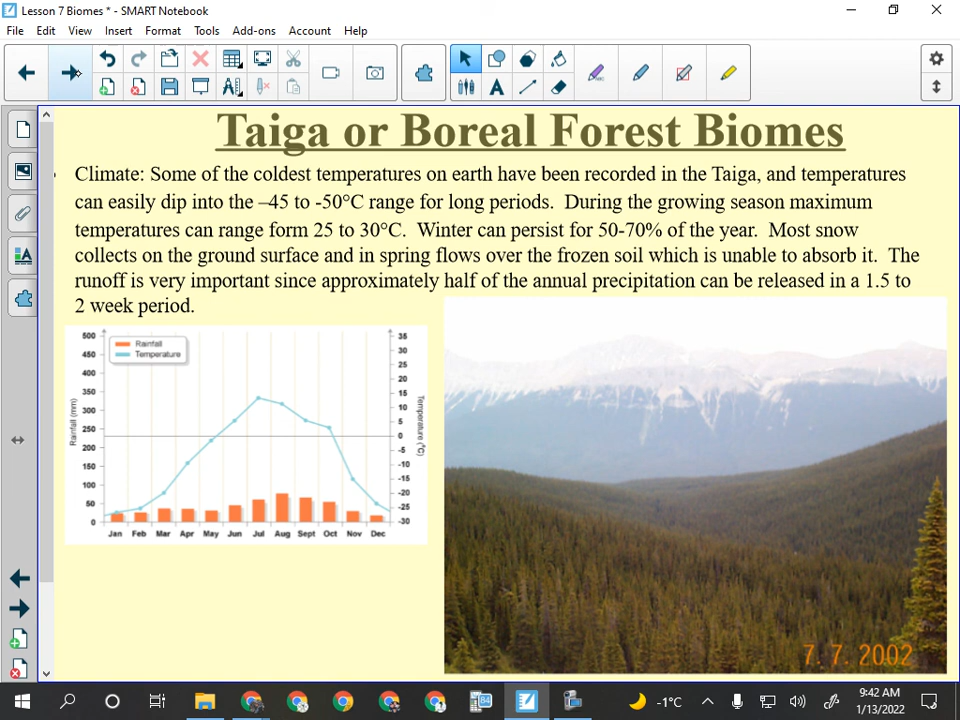 Lesson 7 Biomes * - SMART Notebook
File Edit View Insert Format Tools Add-ons Account Help
Taiga or Boreal Forest Biomes
Climate: Some of the coldest temperatures on earth have been recorded in the Taiga, and temperatures
can easily dip into the –45 to -50°C range for long periods. During the growing season maximum
temperatures can range form 25 to 30°C. Winter can persist for 50-70% of the year. Most snow
collects on the ground surface and in spring flows over the frozen soil which is unable to absorb it. The
runoff is very important since approximately half of the annual precipitation can be released in a 1.5 to
2 week period.
Rainfall
Temperature
Rainfall (mm)
500
450
400
350
300
250
200
150
100
50
0
35
30
25
20
15
10
5
0
-5
-10
-15
-20
-25
-30
Temperature (°C)
Jan Feb Mar Apr May Jun Jul Aug Sept Oct Nov Dec
7. 7. 2002
-1°C
9:42 AM
1/13/2022